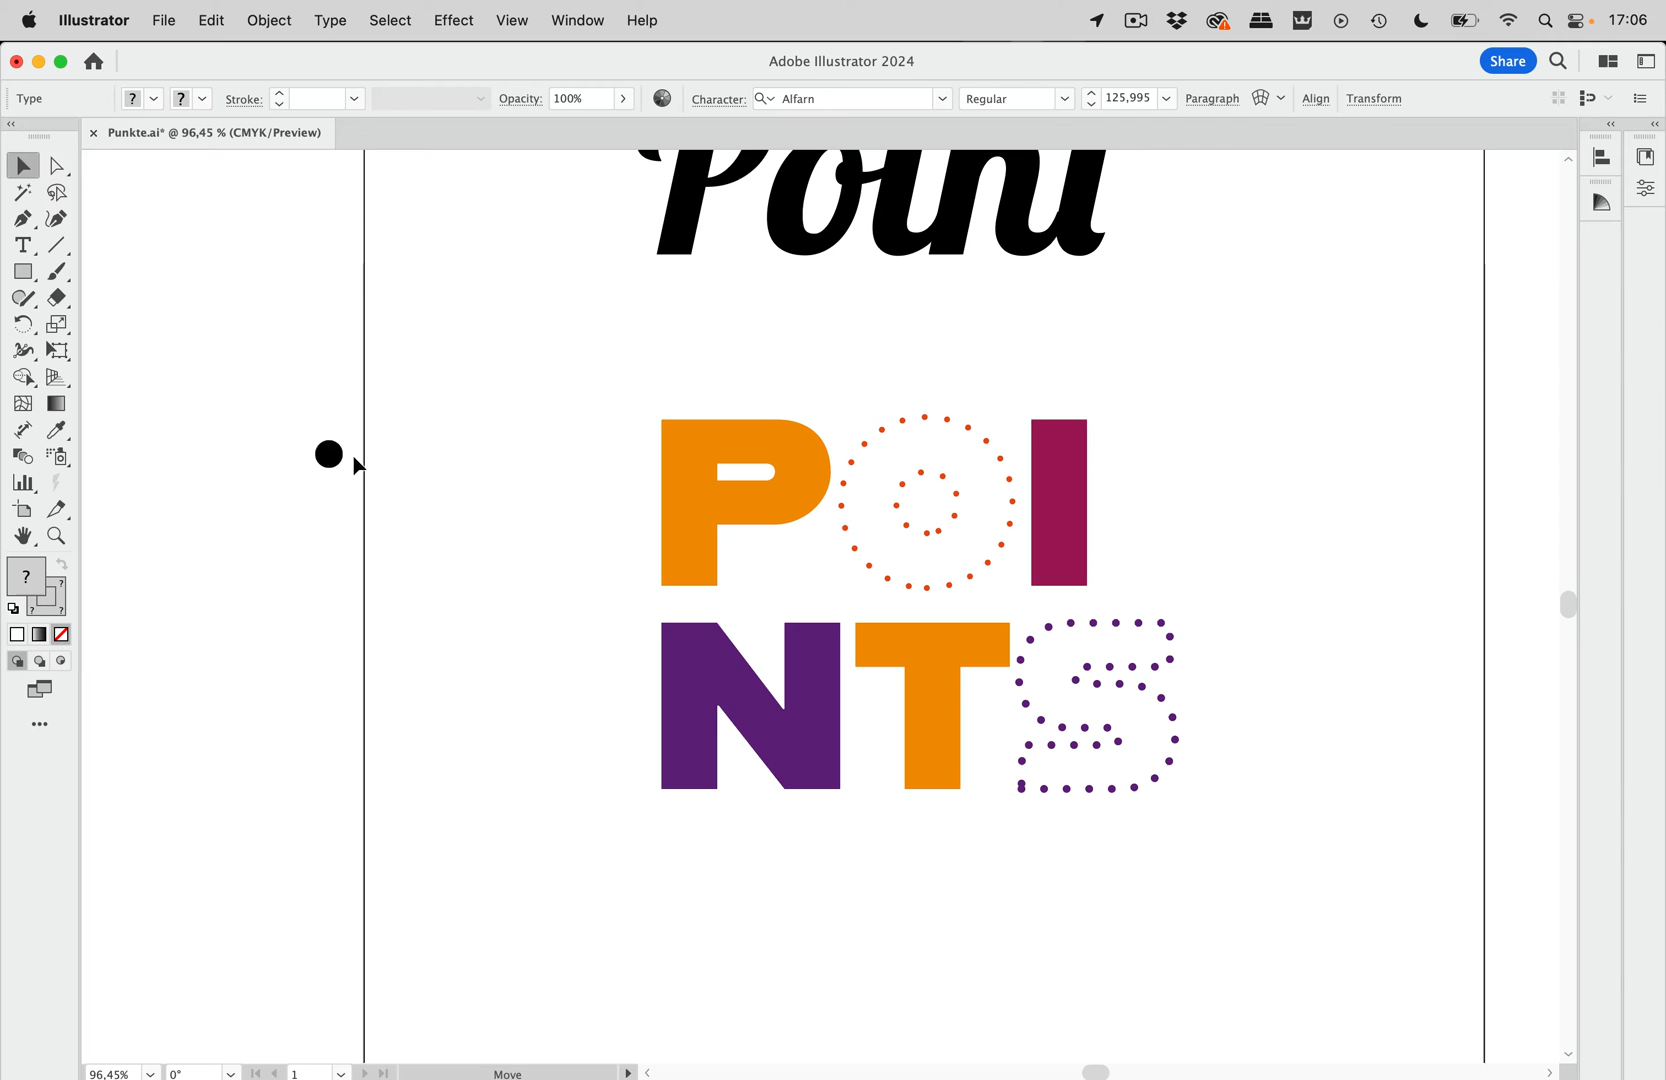 Illustrator File Edit Object Type Select Effect View Window Help 17:06
Adobe Illustrator 2024
Share
Type ? ? Stroke: Opacity: 100% Character: Alfarn Regular 125,995 Paragraph Align Transform
Punkte.ai* @ 96,45 % (CMYK/Preview)
Point
POI
NTS
?
?
?
?
96,45% 0° 1 Move